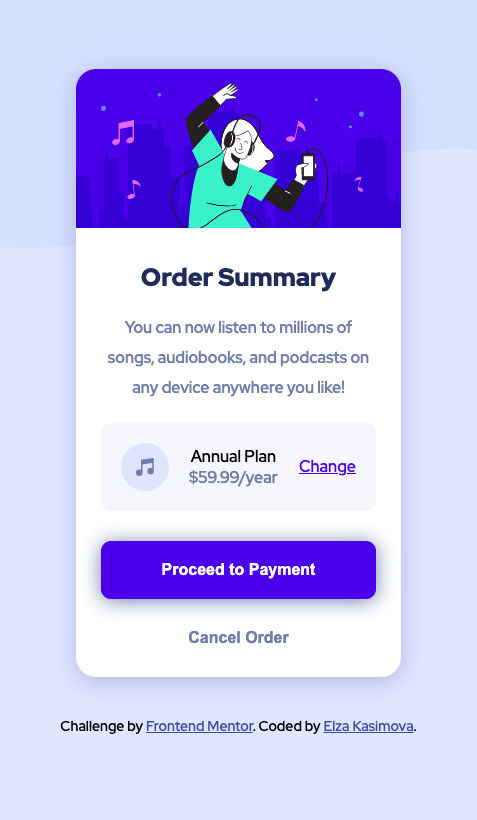 Order Summary
You can now listen to millions of
songs, audiobooks, and podcasts on
any device anywhere you like!
Annual Plan
$59.99/year
Change
Proceed to Payment
Cancel Order
Challenge by Frontend Mentor. Coded by Elza Kasimova.